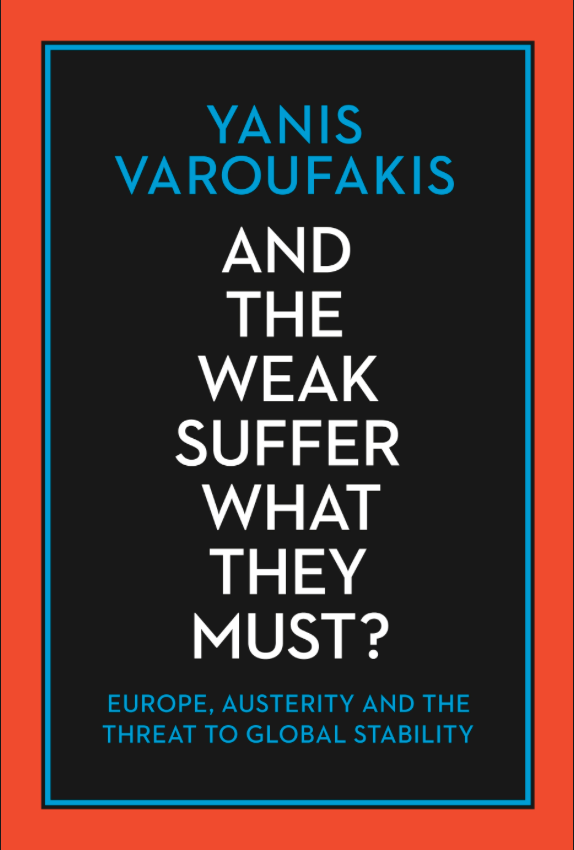 YANIS
VAROUFAKIS
AND
THE
WEAK
SUFFER
WHAT
THEY
MUST?
EUROPE, AUSTERITY AND THE
THREAT TO GLOBAL STABILITY